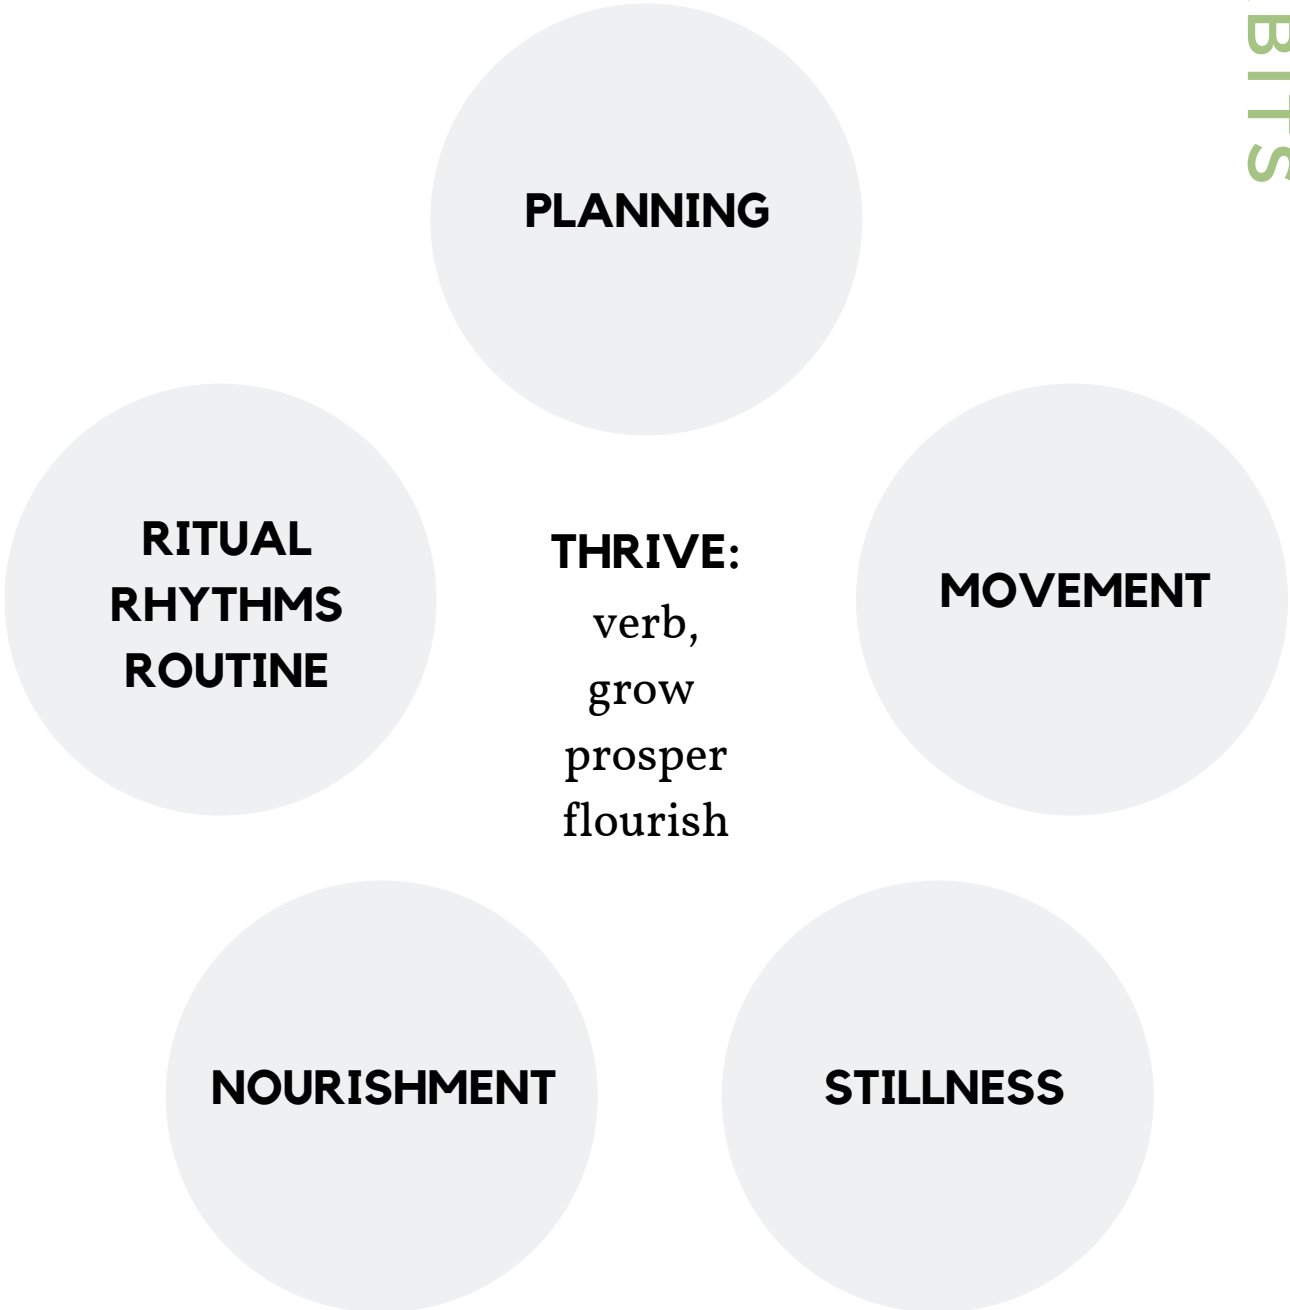 BITS
PLANNING
RITUAL
RHYTHMS
ROUTINE
THRIVE:
verb,
grow
prosper
flourish
MOVEMENT
NOURISHMENT
STILLNESS